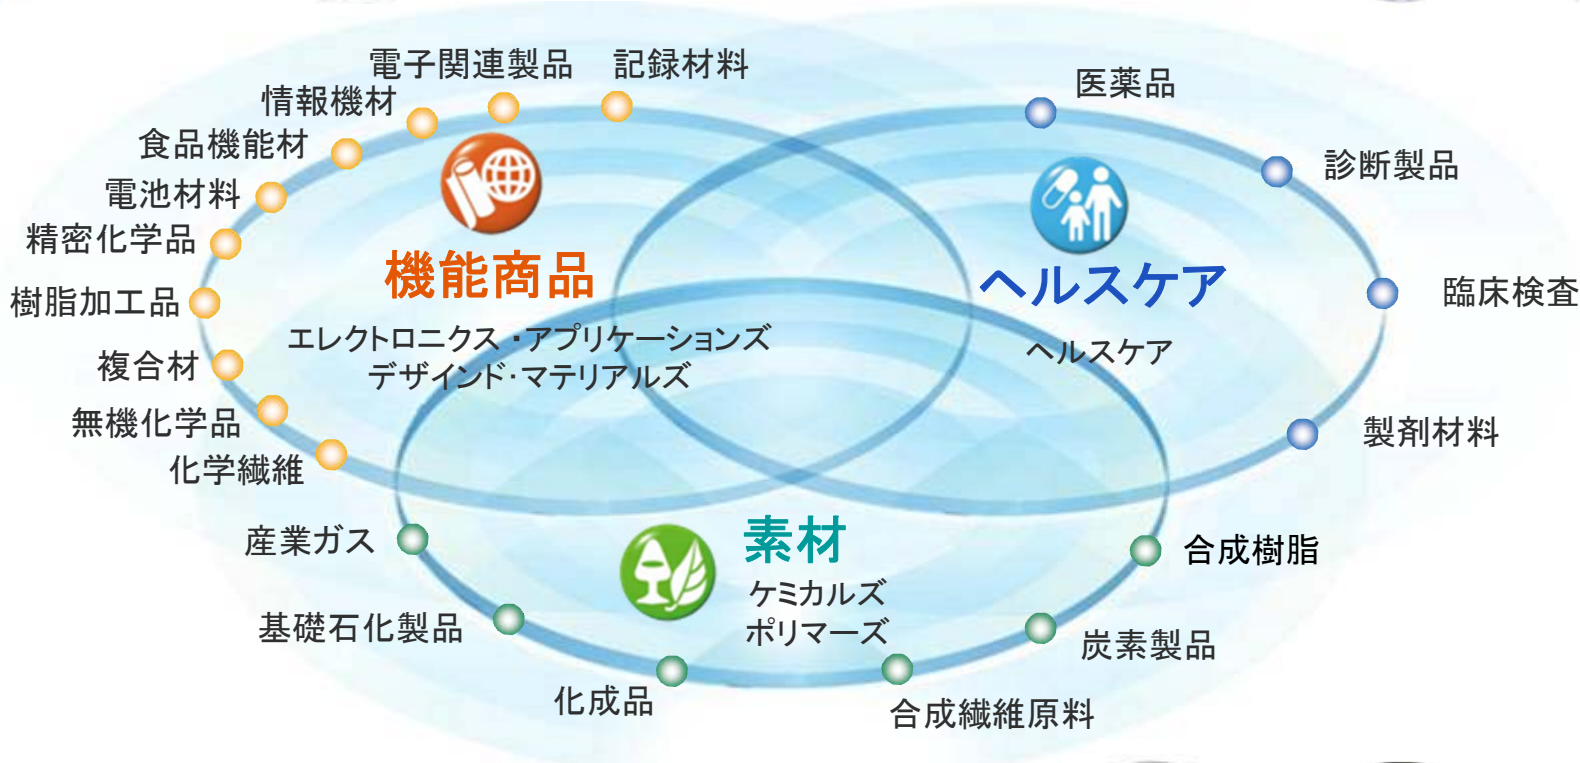 電子関連製品
記録材料
情報機材
食品機能材
電池材料
精密化学品
樹脂加工品
複合材
無機化学品
化学繊維
機能商品
エレクトロニクス・アプリケーションズ
デザインド・マテリアルズ
医薬品
診断製品
臨床検査
製剤材料
ヘルスケア
ヘルスケア
産業ガス
基礎石化製品
化成品
合成繊維原料
炭素製品
合成樹脂
素材
ケミカルズ
ポリマーズ